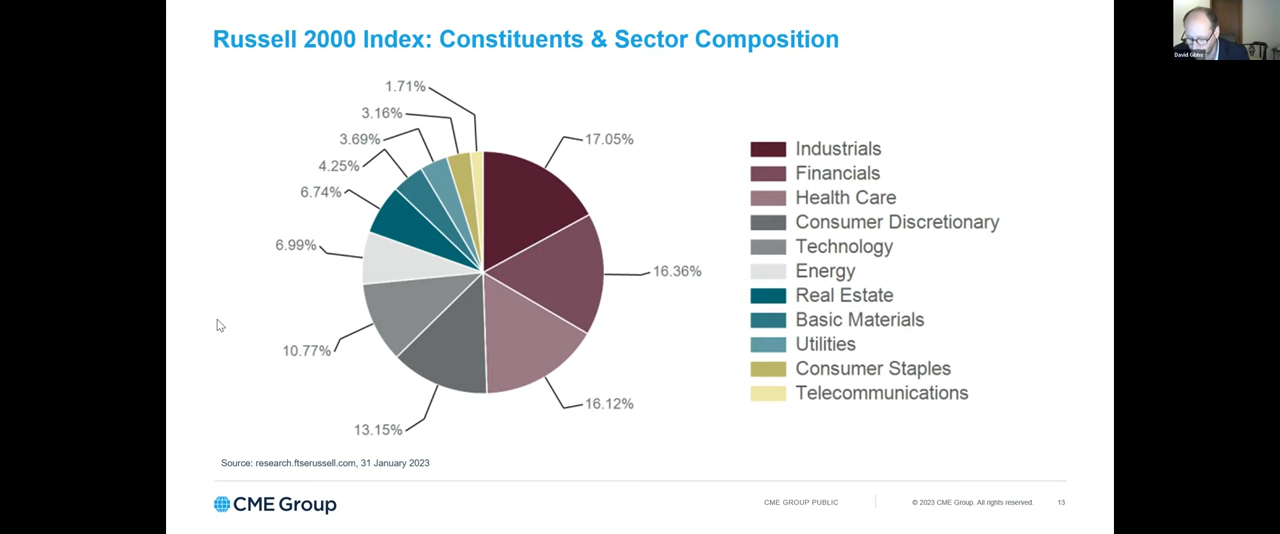 Russell 2000 Index: Constituents & Sector Composition
David Gibbs
1.71%
3.16%
3.69%
4.25%
6.74%
6.99%
10.77%
13.15%
17.05%
16.36%
16.12%
Industrials
Financials
Health Care
Consumer Discretionary
Technology
Energy
Real Estate
Basic Materials
Utilities
Consumer Staples
Telecommunications
Source: research.ftserussell.com, 31 January 2023
CME Group
CME GROUP PUBLIC
© 2023 CME Group. All rights reserved.
13